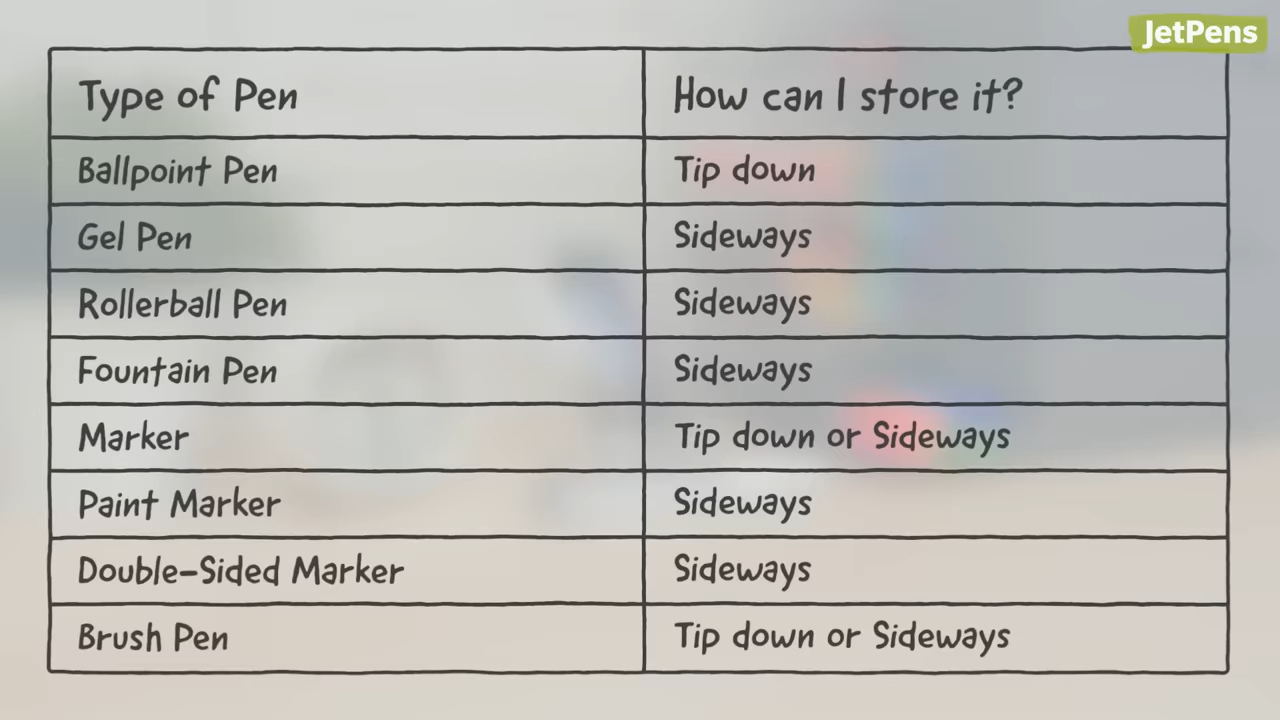 JetPens
Type of Pen How can I store it?
Ballpoint Pen Tip down
Gel Pen Sideways
Rollerball Pen Sideways
Fountain Pen Sideways
Marker Tip down or Sideways
Paint Marker Sideways
Double-Sided Marker Sideways
Brush Pen Tip down or Sideways